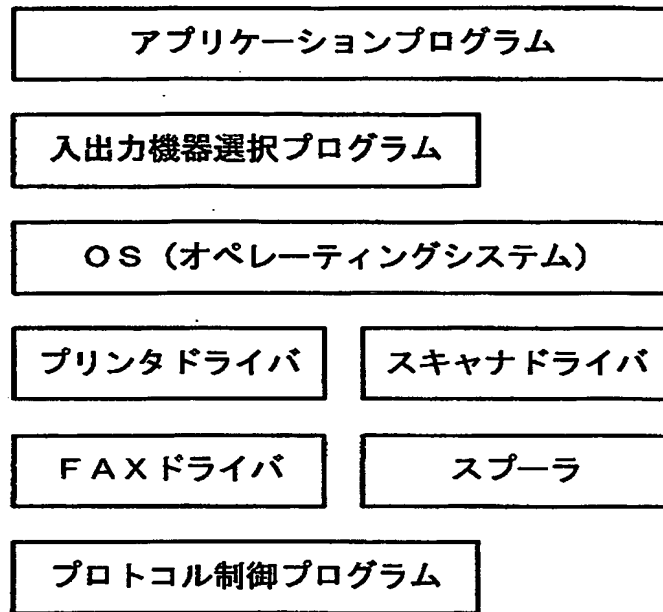 アプリケーションプログラム
入出力機器選択プログラム
OS(オペレーティングシステム)
プリンタドライバ スキャナドライバ
FAXドライバ スプーラ
プロトコル制御プログラム